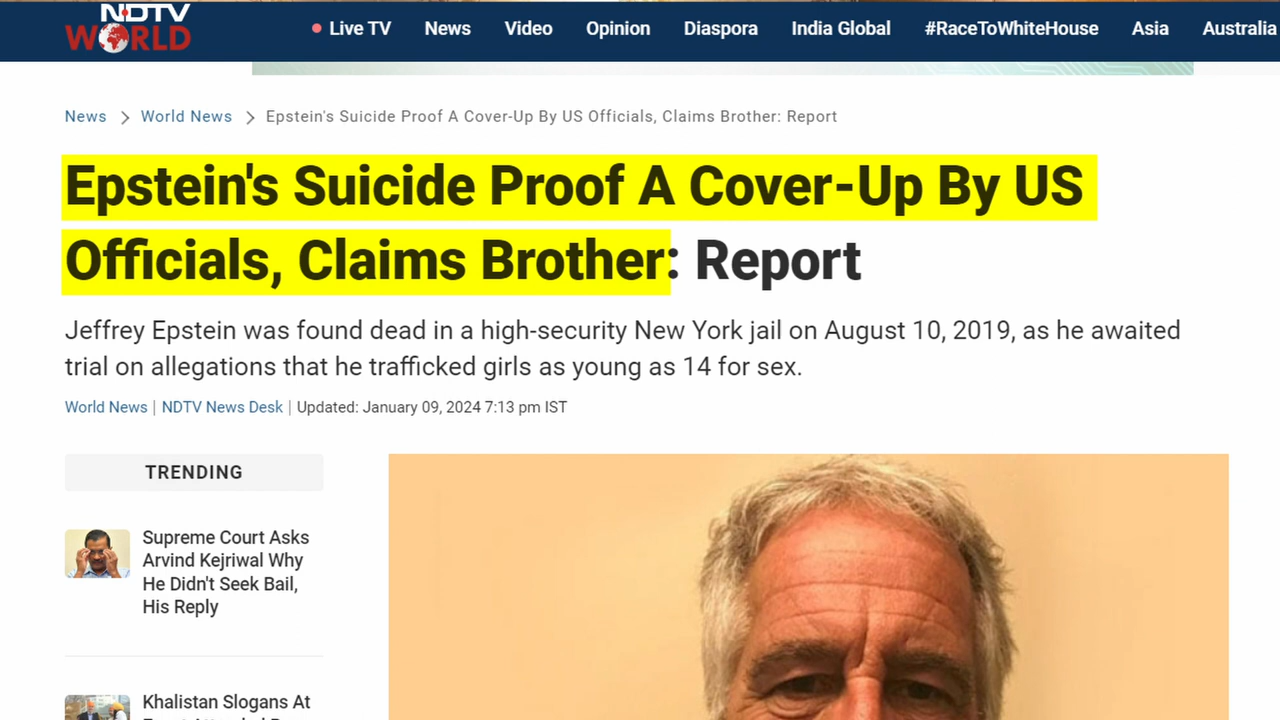 NDTV
WORLD
Live TV News Video Opinion Diaspora India Global #RaceToWhiteHouse Asia Australia
News > World News > Epstein's Suicide Proof A Cover-Up By US Officials, Claims Brother: Report
Epstein's Suicide Proof A Cover-Up By US
Officials, Claims Brother: Report
Jeffrey Epstein was found dead in a high-security New York jail on August 10, 2019, as he awaited
trial on allegations that he trafficked girls as young as 14 for sex.
World News | NDTV News Desk | Updated: January 09, 2024 7:13 pm IST
TRENDING
Supreme Court Asks
Arvind Kejriwal Why
He Didn't Seek Bail,
His Reply
Khalistan Slogans At